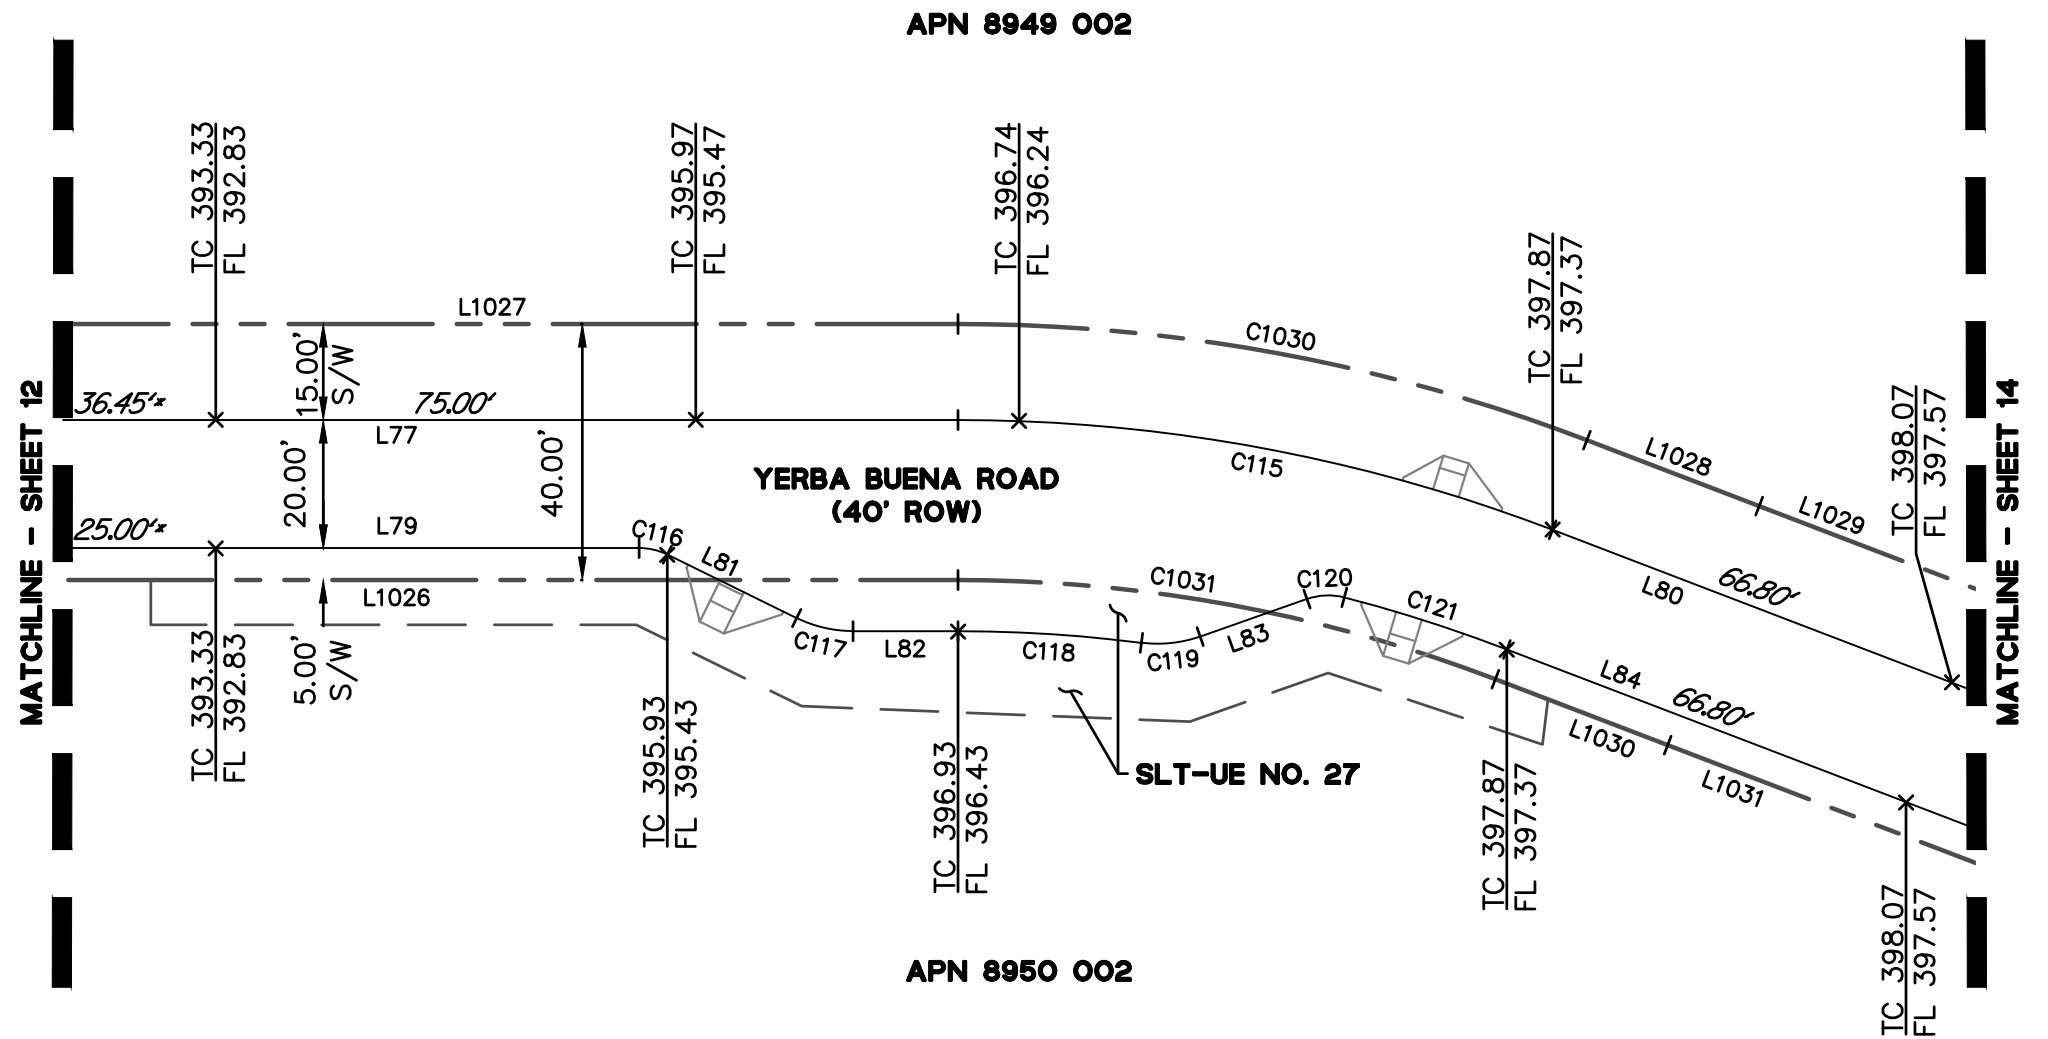 APN 8949 002
TC 393.33
FL 392.83
TC 395.97
FL 395.47
TC 396.74
FL 396.24
TC 397.87
FL 397.37
TC 398.07
FL 397.57
L1027
C1030
L1028
L1029
15.00'
S/W
36.45'*
75.00'
L77
C115
20.00'
40.00'
YERBA BUENA ROAD
(40' ROW)
MATCHLINE - SHEET 12
MATCHLINE - SHEET 14
25.00'*
L79
C116
L81
C1031
C120
C121
L80
66.80'
L1026
C117
L82
C118
C119
L83
L84
66.80'
L1030
L1031
5.00'
S/W
TC 393.33
FL 392.83
TC 395.93
FL 395.43
TC 396.93
FL 396.43
SLT-UE NO. 27
TC 397.87
FL 397.37
TC 398.07
FL 397.57
APN 8950 002